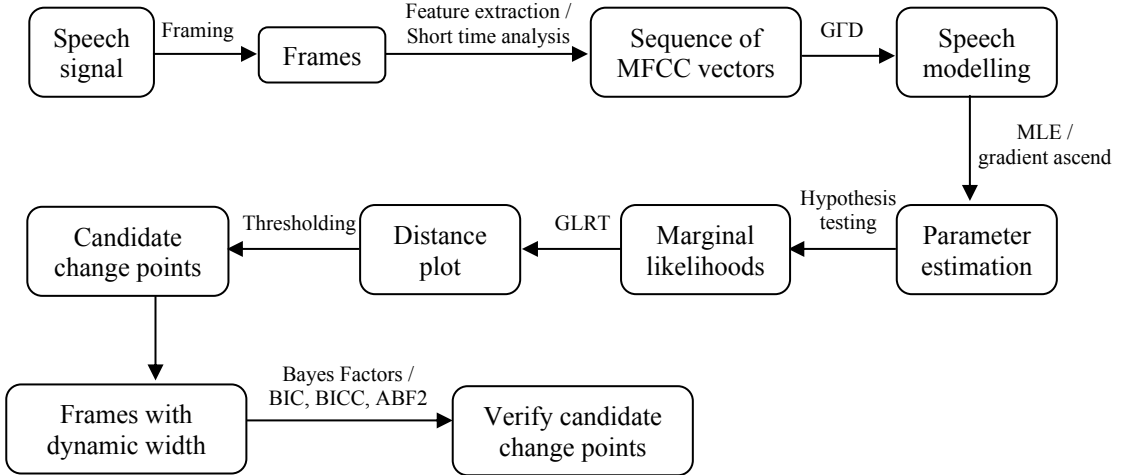 Speech
signal
Framing
Frames
Feature extraction /
Short time analysis
Sequence of
MFCC vectors
GΓD
Speech
modelling
MLE /
gradient ascend
Parameter
estimation
Hypothesis
testing
Marginal
likelihoods
GLRT
Distance
plot
Thresholding
Candidate
change points
Frames with
dynamic width
Bayes Factors /
BIC, BICC, ABF2
Verify candidate
change points